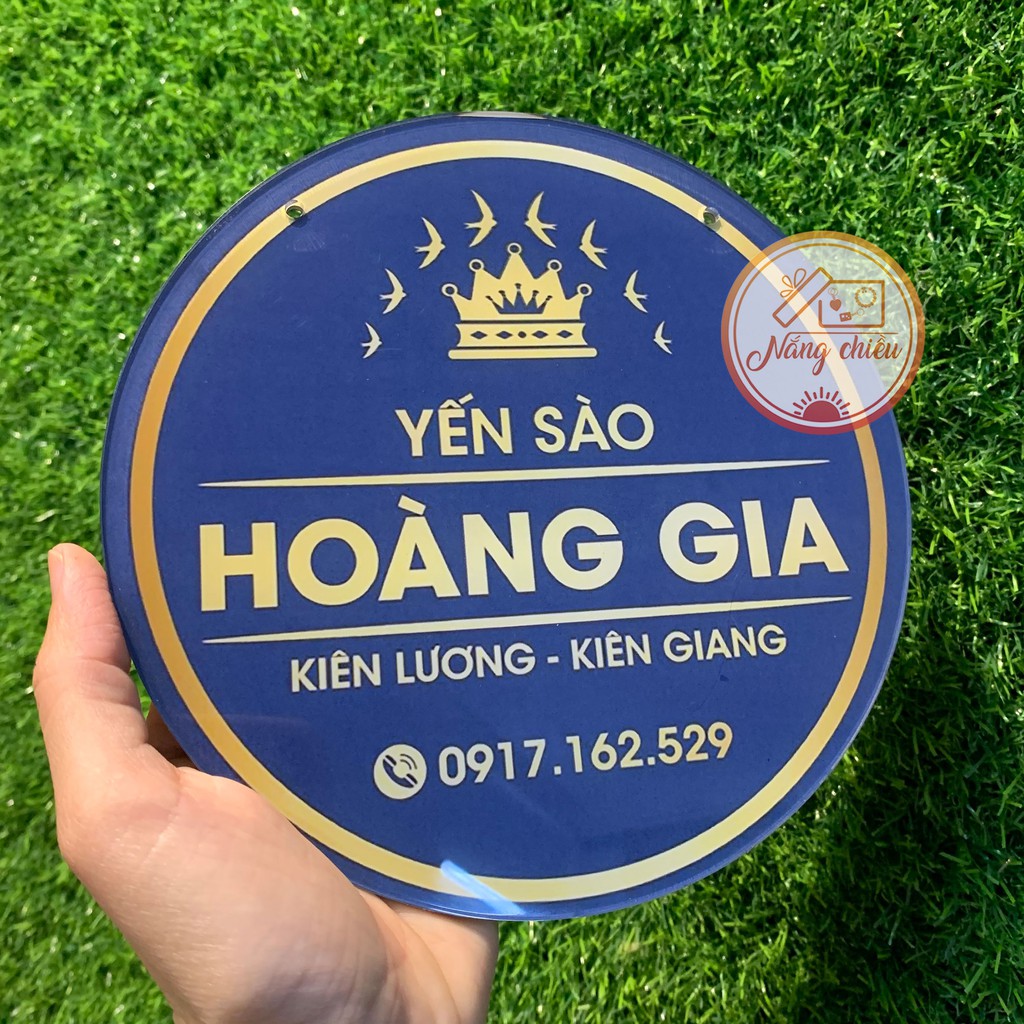 Nắng chiều
YẾN SÀO
HOÀNG GIA
KIÊN LƯƠNG - KIÊN GIANG
0917.162.529